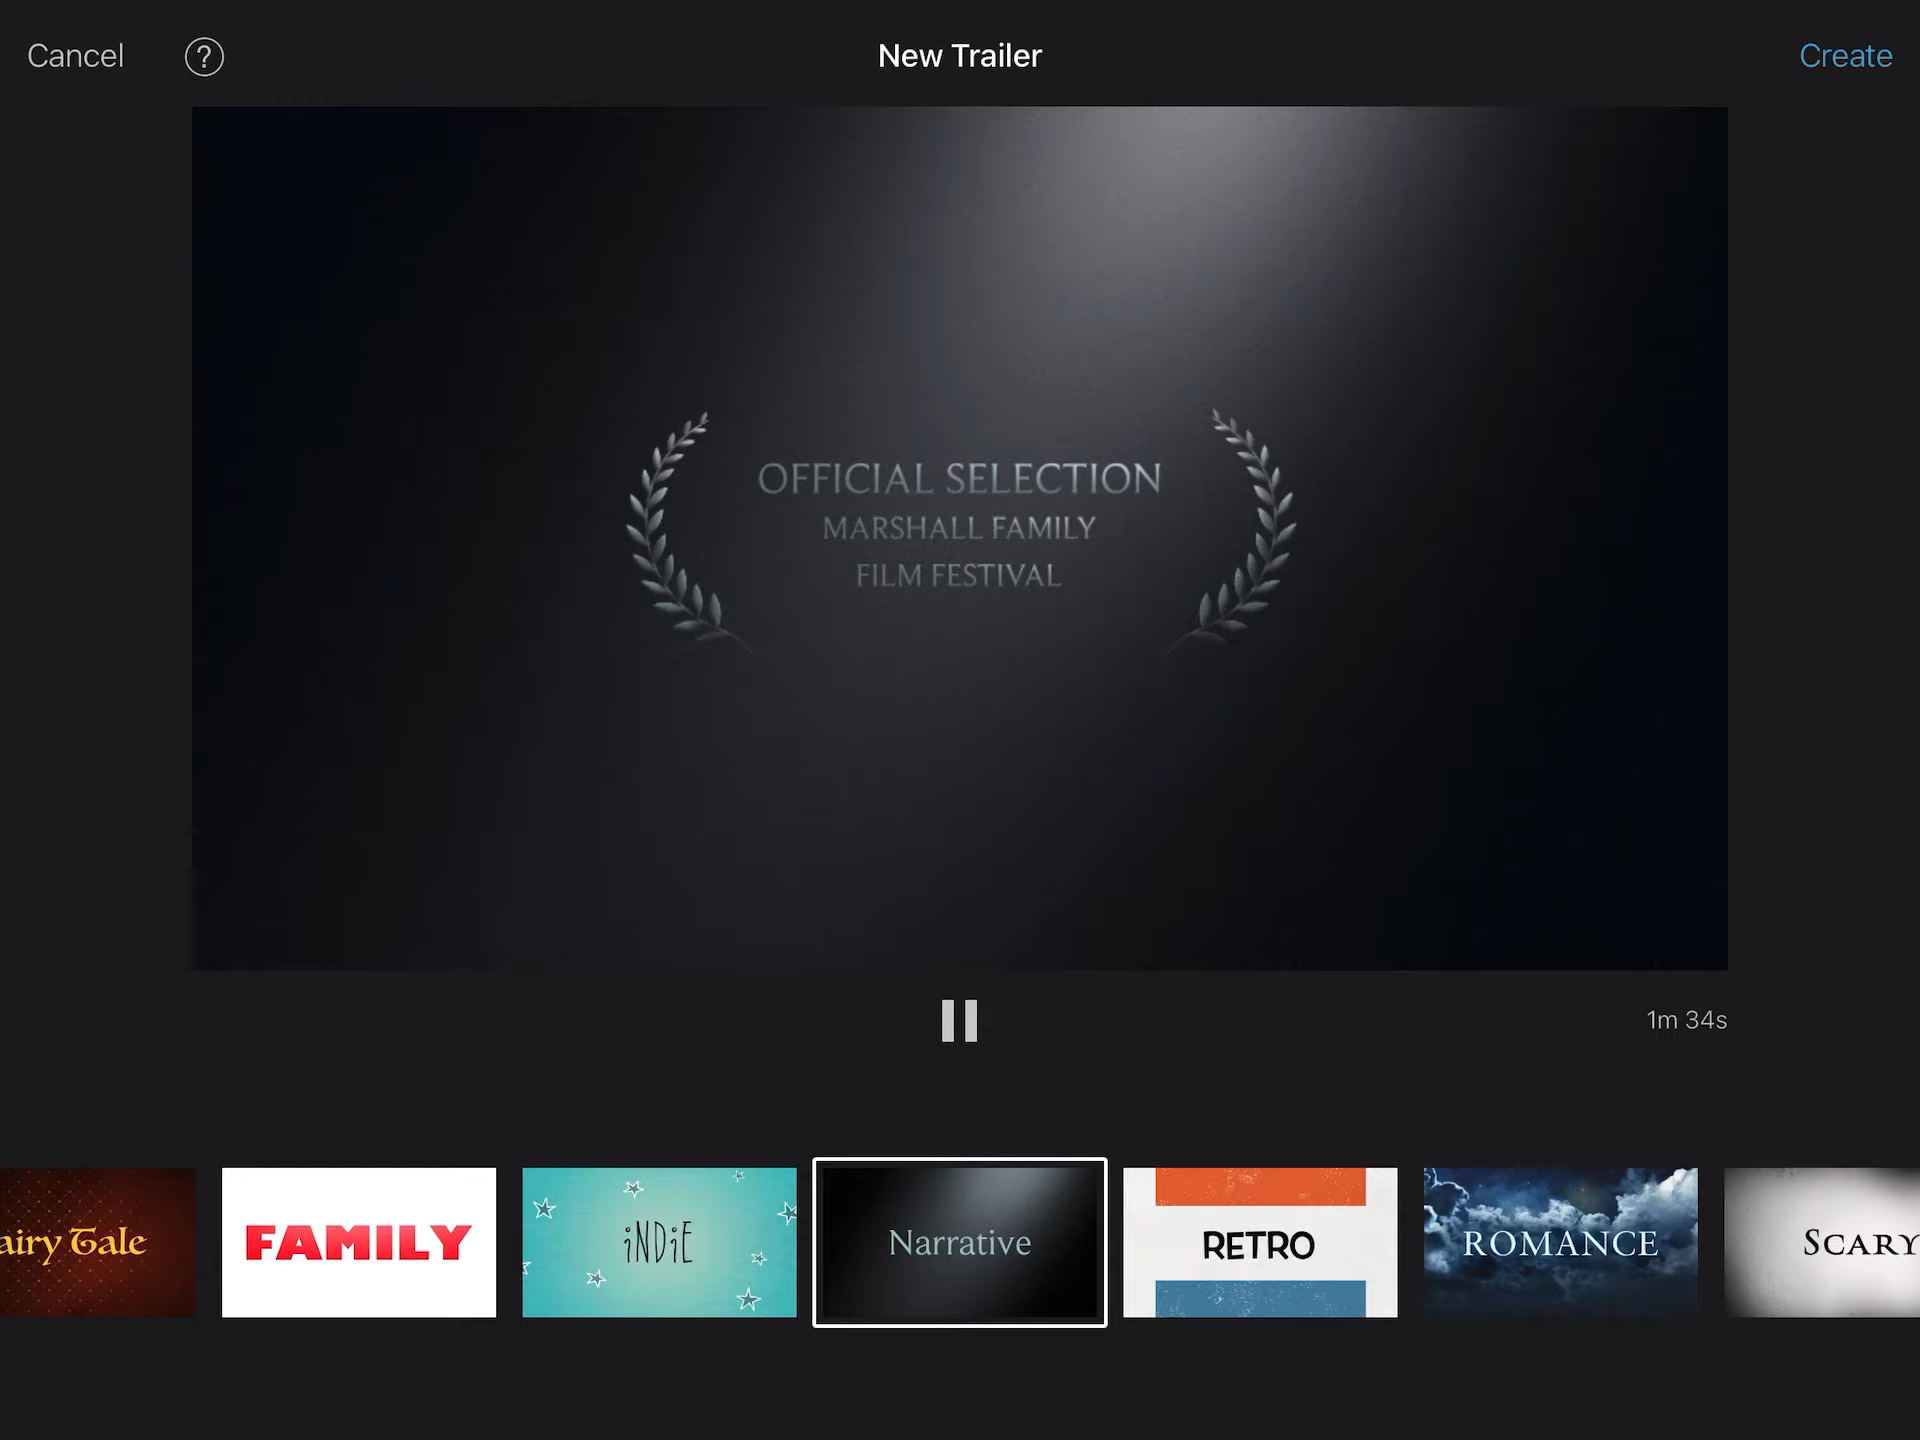 Cancel
?
New Trailer
Create
OFFICIAL SELECTION
MARSHALL FAMILY
FILM FESTIVAL
1m 34s
airy Tale
FAMILY
iNDiE
Narrative
RETRO
ROMANCE
SCARY